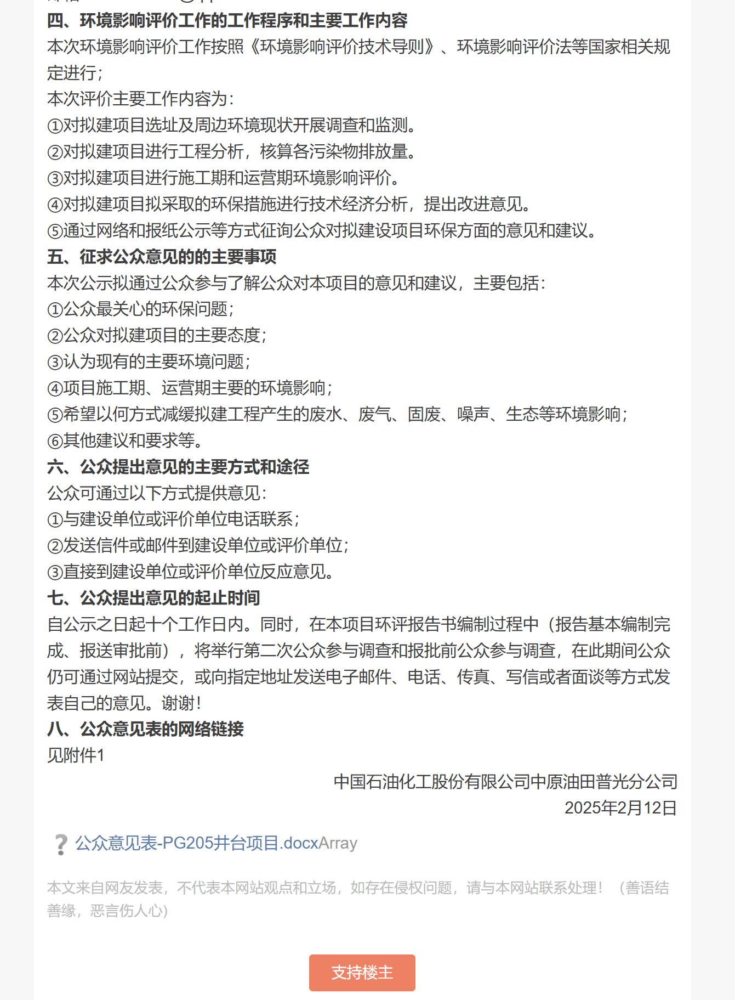 四、环境影响评价工作的工作程序和主要工作内容
本次环境影响评价工作按照《环境影响评价技术导则》、环境影响评价法等国家相关规
定进行；
本次评价主要工作内容为：
①对拟建项目选址及周边环境现状开展调查和监测。
②对拟建项目进行工程分析，核算各污染物排放量。
③对拟建项目进行施工期和运营期环境影响评价。
④对拟建项目拟采取的环保措施进行技术经济分析，提出改进意见。
⑤通过网络和报纸公示等方式征询公众对拟建设项目环保方面的意见和建议。
五、征求公众意见的的主要事项
本次公示拟通过公众参与了解公众对本项目的意见和建议，主要包括：
①公众最关心的环保问题；
②公众对拟建项目的主要态度；
③认为现有的主要环境问题；
④项目施工期、运营期主要的环境影响；
⑤希望以何方式减缓拟建工程产生的废水、废气、固废、噪声、生态等环境影响；
⑥其他建议和要求等。
六、公众提出意见的主要方式和途径
公众可通过以下方式提供意见：
①与建设单位或评价单位电话联系；
②发送信件或邮件到建设单位或评价单位；
③直接到建设单位或评价单位反应意见。
七、公众提出意见的起止时间
自公示之日起十个工作日内。同时，在本项目环评报告书编制过程中（报告基本编制完
成、报送审批前），将举行第二次公众参与调查和报批前公众参与调查，在此期间公众
仍可通过网站提交，或向指定地址发送电子邮件、电话、传真、写信或者面谈等方式发
表自己的意见。谢谢！
八、公众意见表的网络链接
见附件1
中国石油化工股份有限公司中原油田普光分公司
2025年2月12日
公众意见表-PG205井台项目.docxArray
本文来自网友发表，不代表本网站观点和立场，如存在侵权问题，请与本网站联系处理！（善语结
善缘，恶言伤人心）
支持楼主